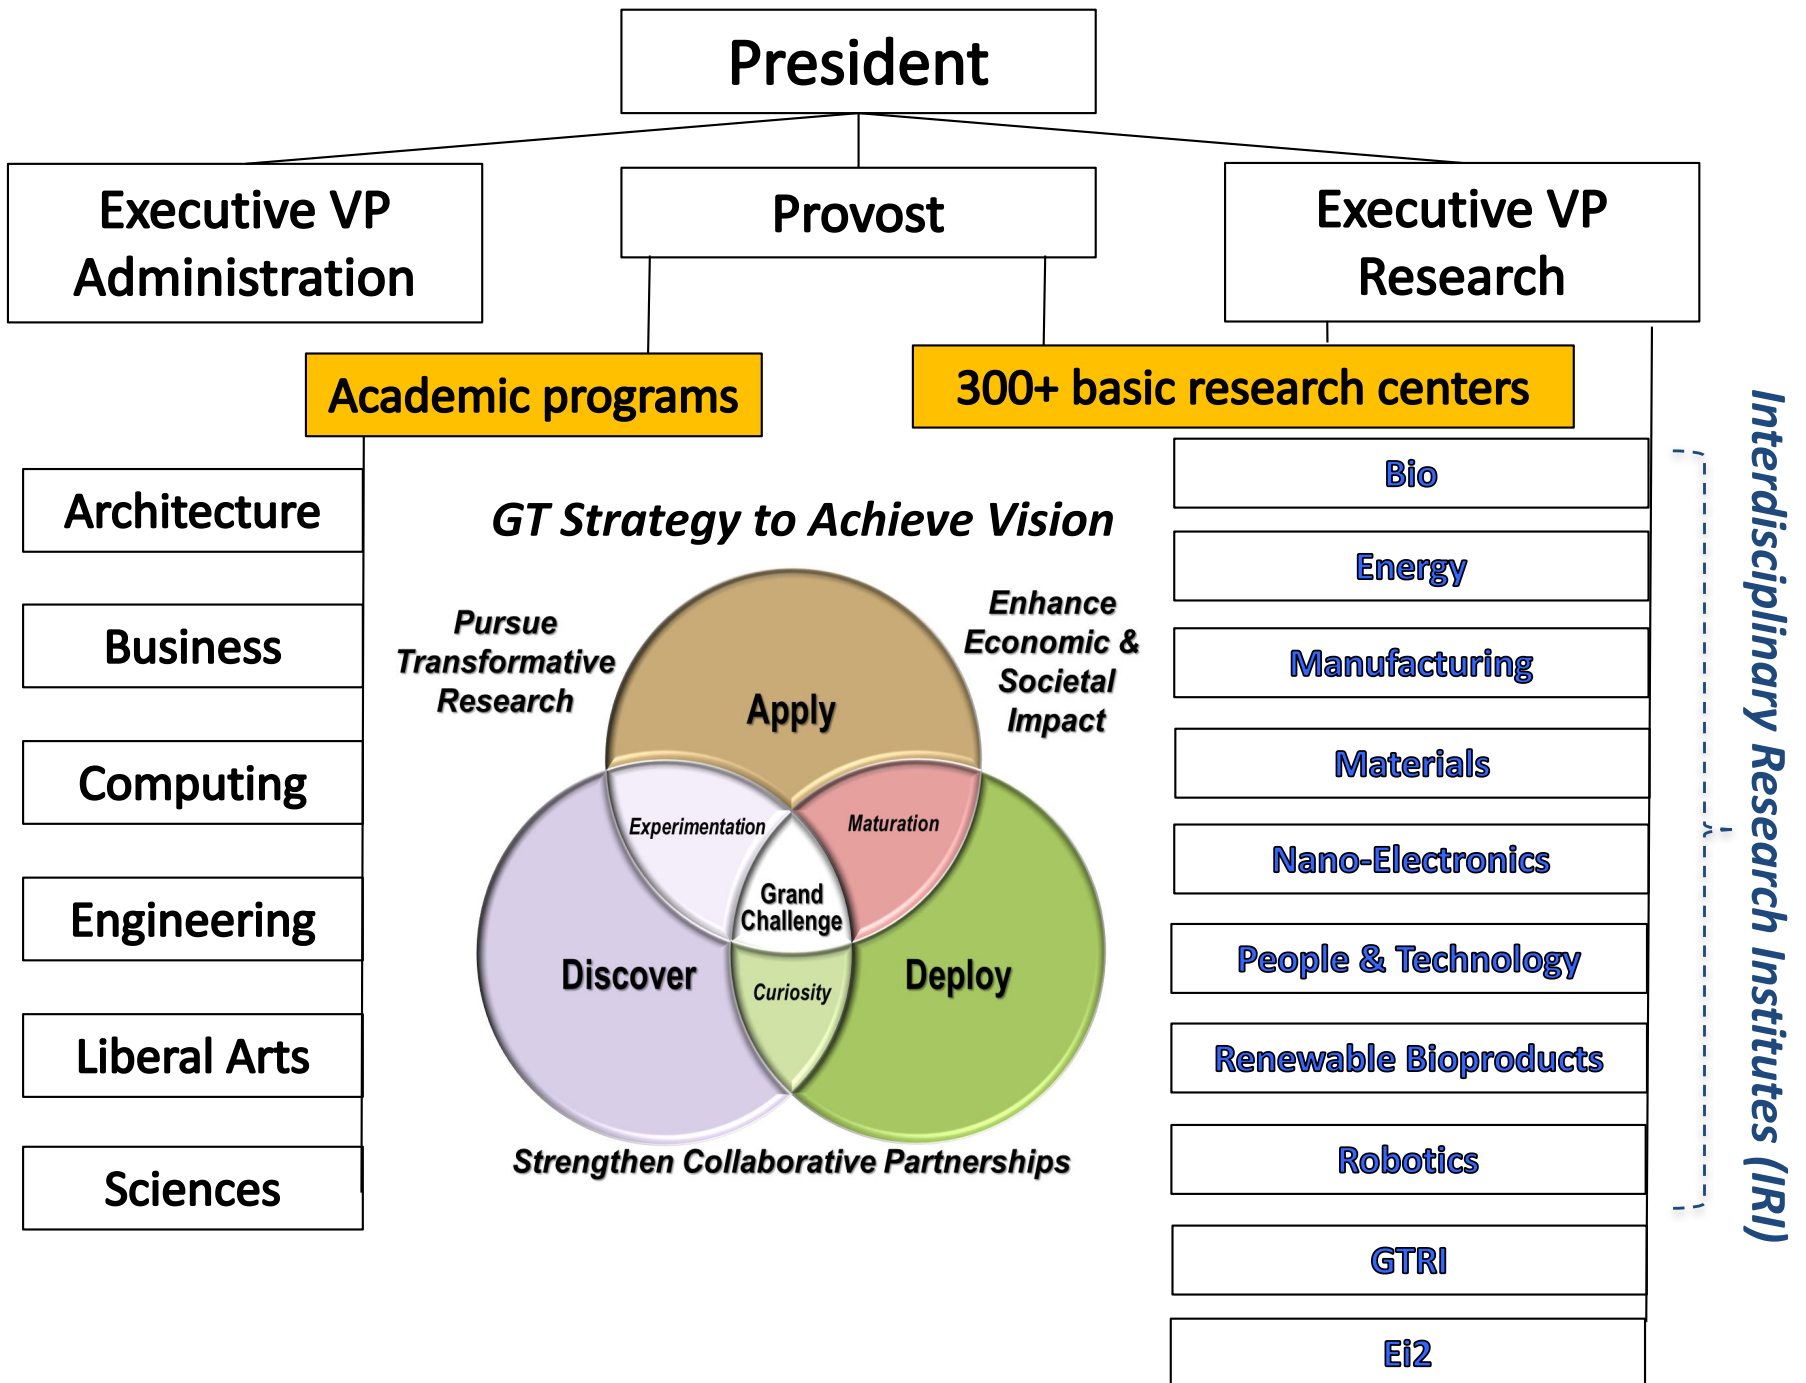 President
Executive VP
Administration
Provost
Executive VP
Research
Academic programs
300+ basic research centers
Architecture
Business
Computing
Engineering
Liberal Arts
Sciences
GT Strategy to Achieve Vision
Pursue
Transformative
Research
Enhance
Economic &
Societal
Impact
Apply
Experimentation
Maturation
Grand
Challenge
Discover
Deploy
Curiosity
Strengthen Collaborative Partnerships
Bio
Energy
Manufacturing
Materials
Nano-Electronics
People & Technology
Renewable Bioproducts
Robotics
GTRI
Ei2
Interdisciplinary Research Institutes (IRI)